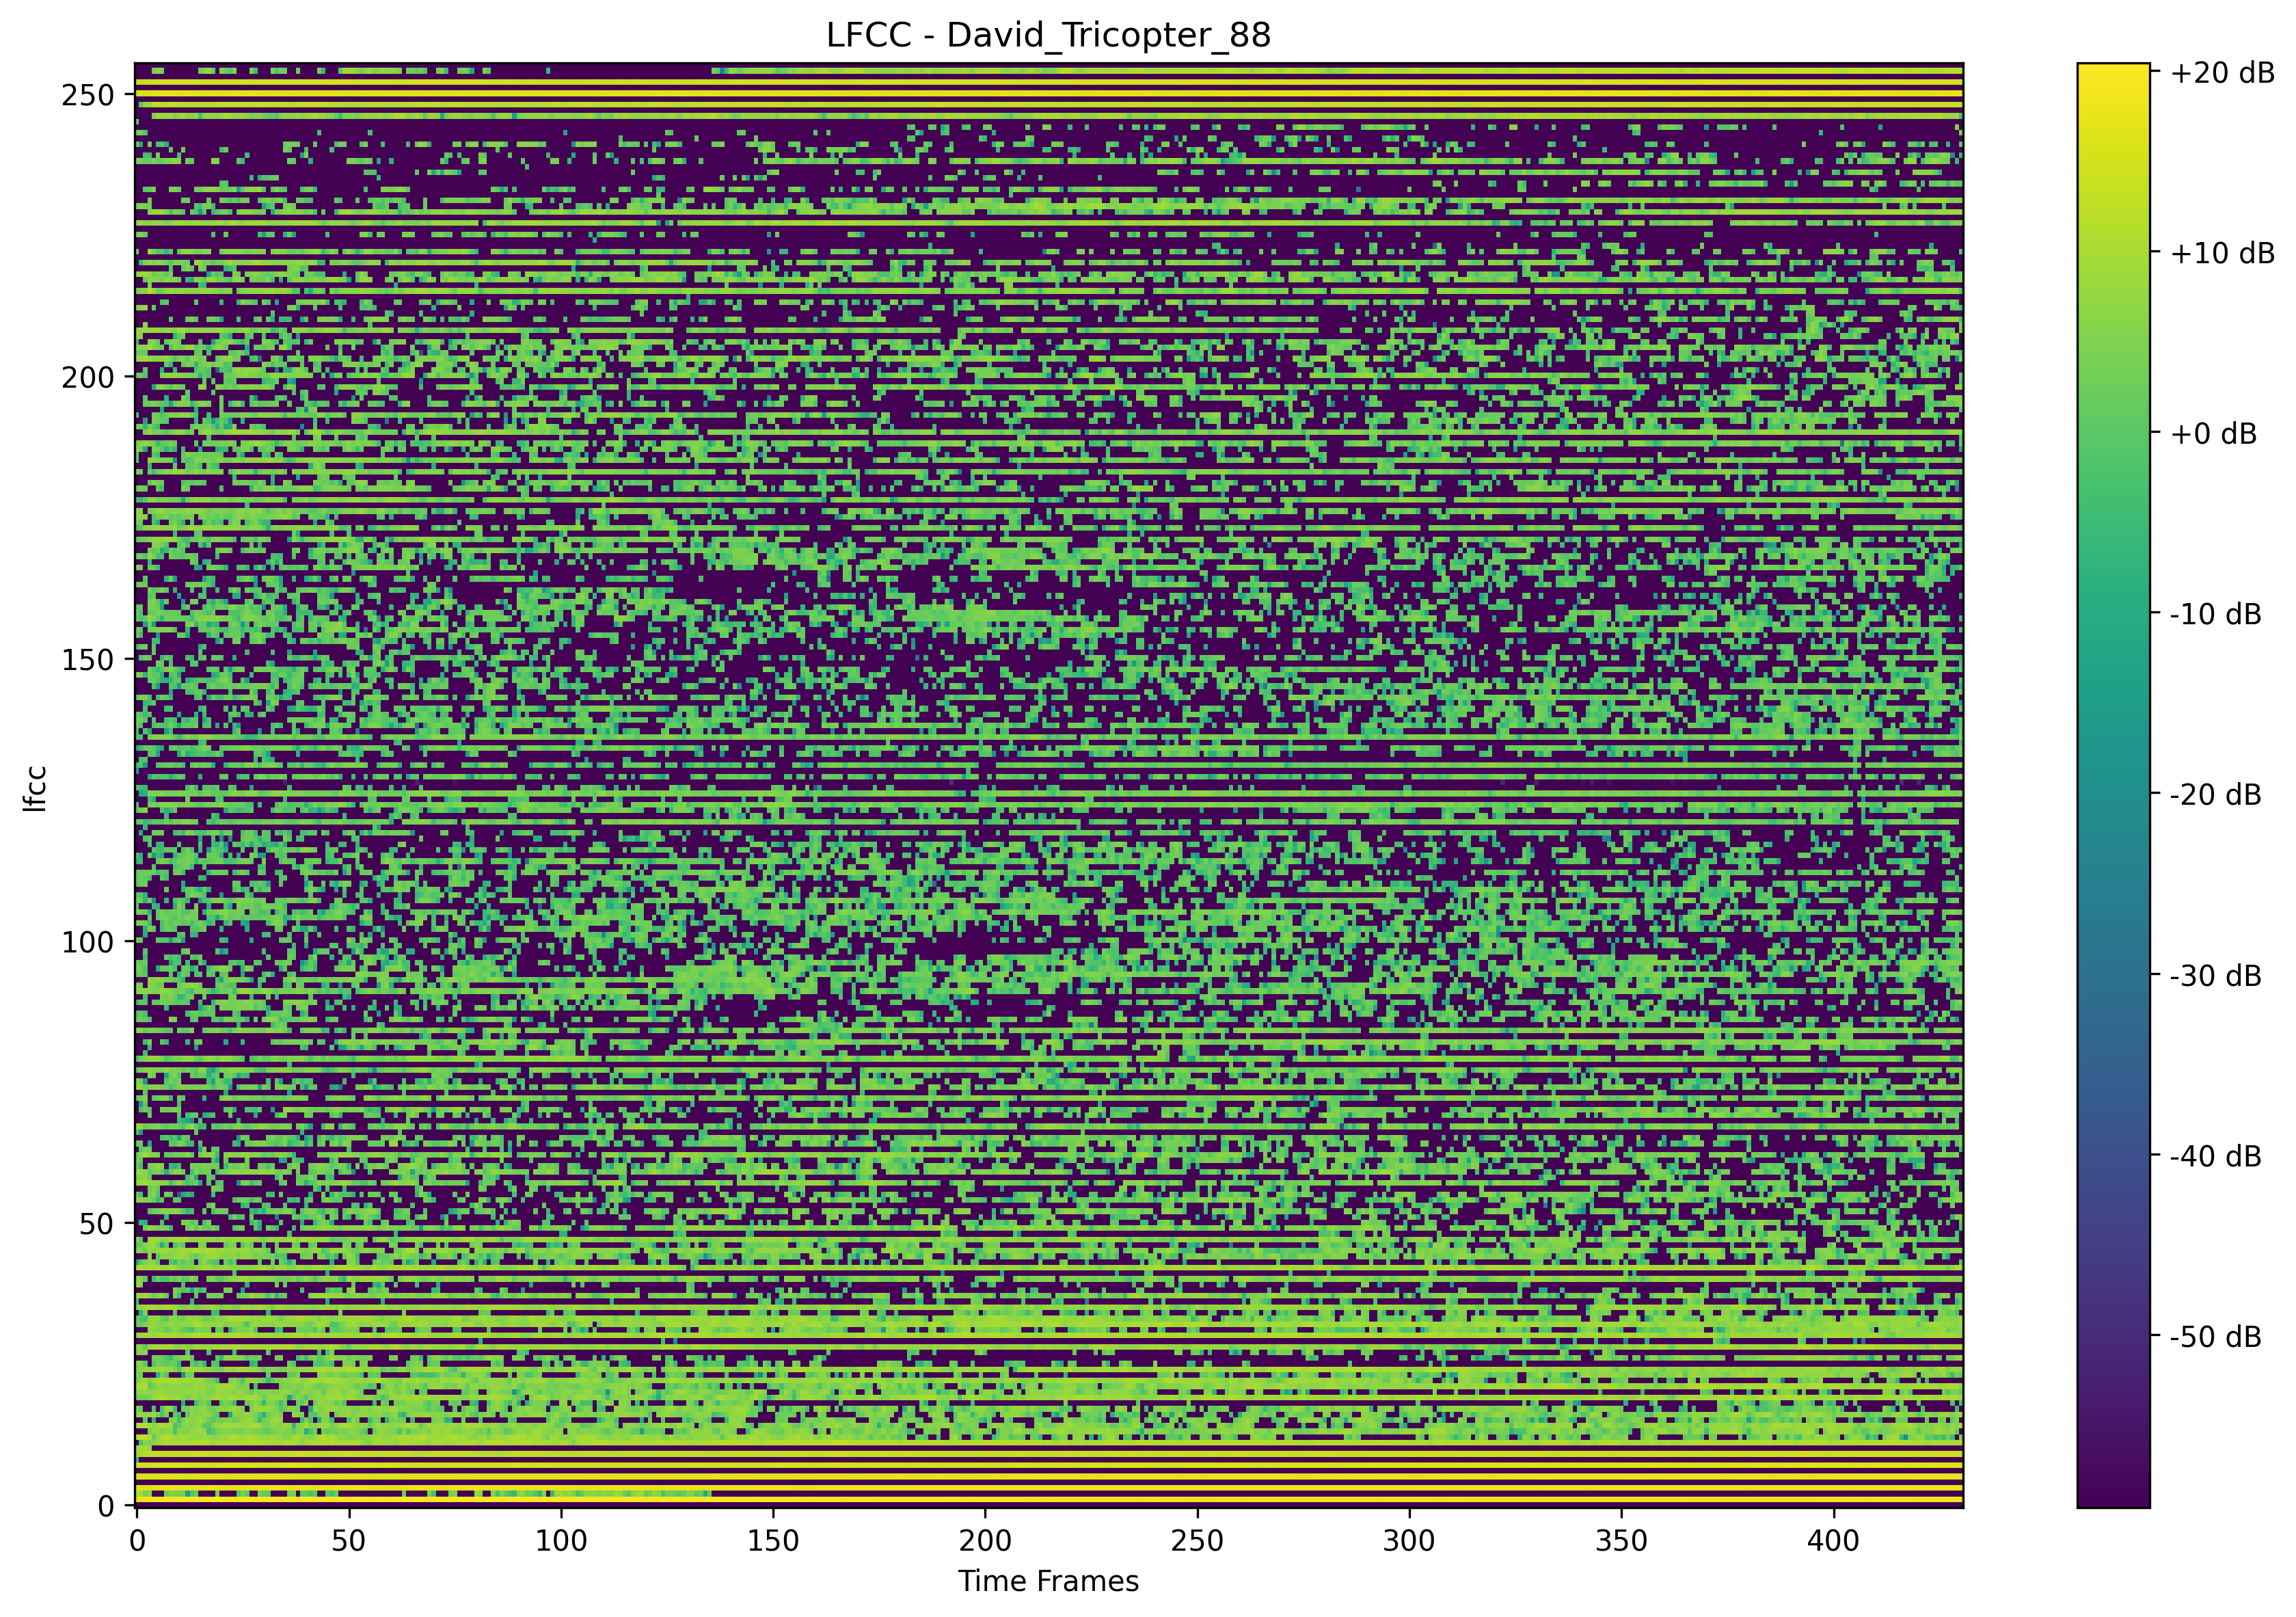 LFCC - David_Tricopter_88
250
200
150
100
50
0
lfcc
0 50 100 150 200 250 300 350 400
Time Frames
+20 dB
+10 dB
+0 dB
-10 dB
-20 dB
-30 dB
-40 dB
-50 dB